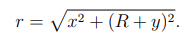 r = √x² + (R + y)².